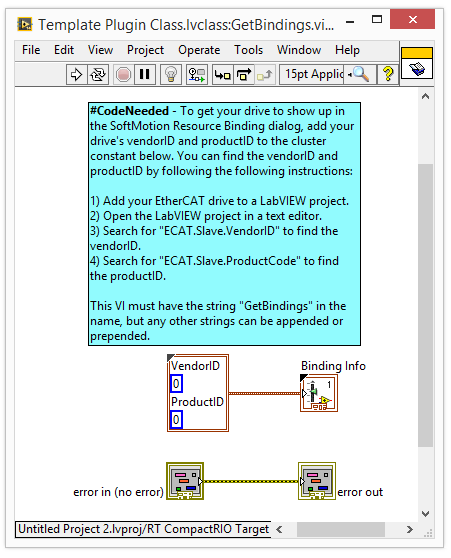 Template Plugin Class.lvclass:GetBindings.vi...
File Edit View Project Operate Tools Window Help
15pt Applic
?
#CodeNeeded - To get your drive to show up in
the SoftMotion Resource Binding dialog, add your
drive's vendorID and productID to the cluster
constant below. You can find the vendorID and
productID by following the following instructions:
1) Add your EtherCAT drive to a LabVIEW project.
2) Open the LabVIEW project in a text editor.
3) Search for "ECAT.Slave.VendorID" to find the
vendorID.
4) Search for "ECAT.Slave.ProductCode" to find
the productID.
This VI must have the string "GetBindings" in the
name, but any other strings can be appended or
prepended.
VendorID
0
ProductID
0
Binding Info
1
error in (no error)
error out
Untitled Project 2.lvproj/RT CompactRIO Target